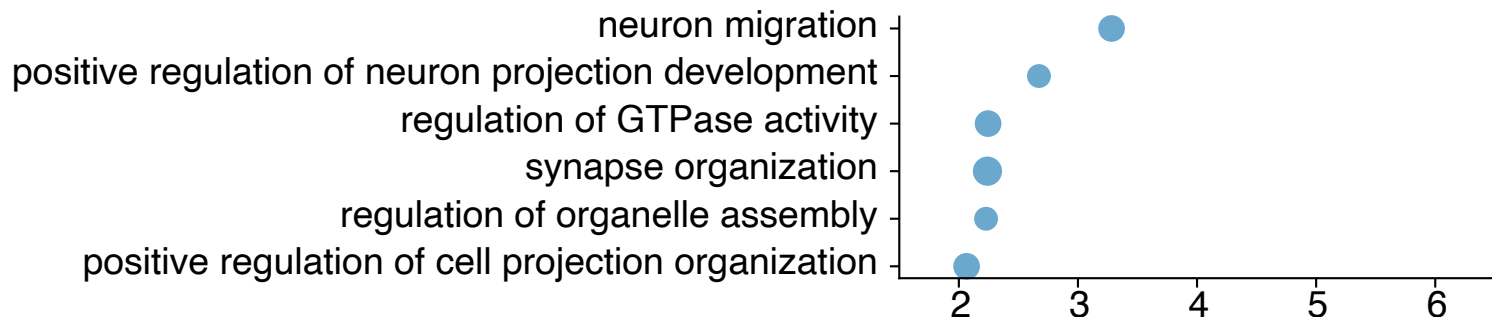 neuron migration
positive regulation of neuron projection development
regulation of GTPase activity
synapse organization
regulation of organelle assembly
positive regulation of cell projection organization
2 3 4 5 6